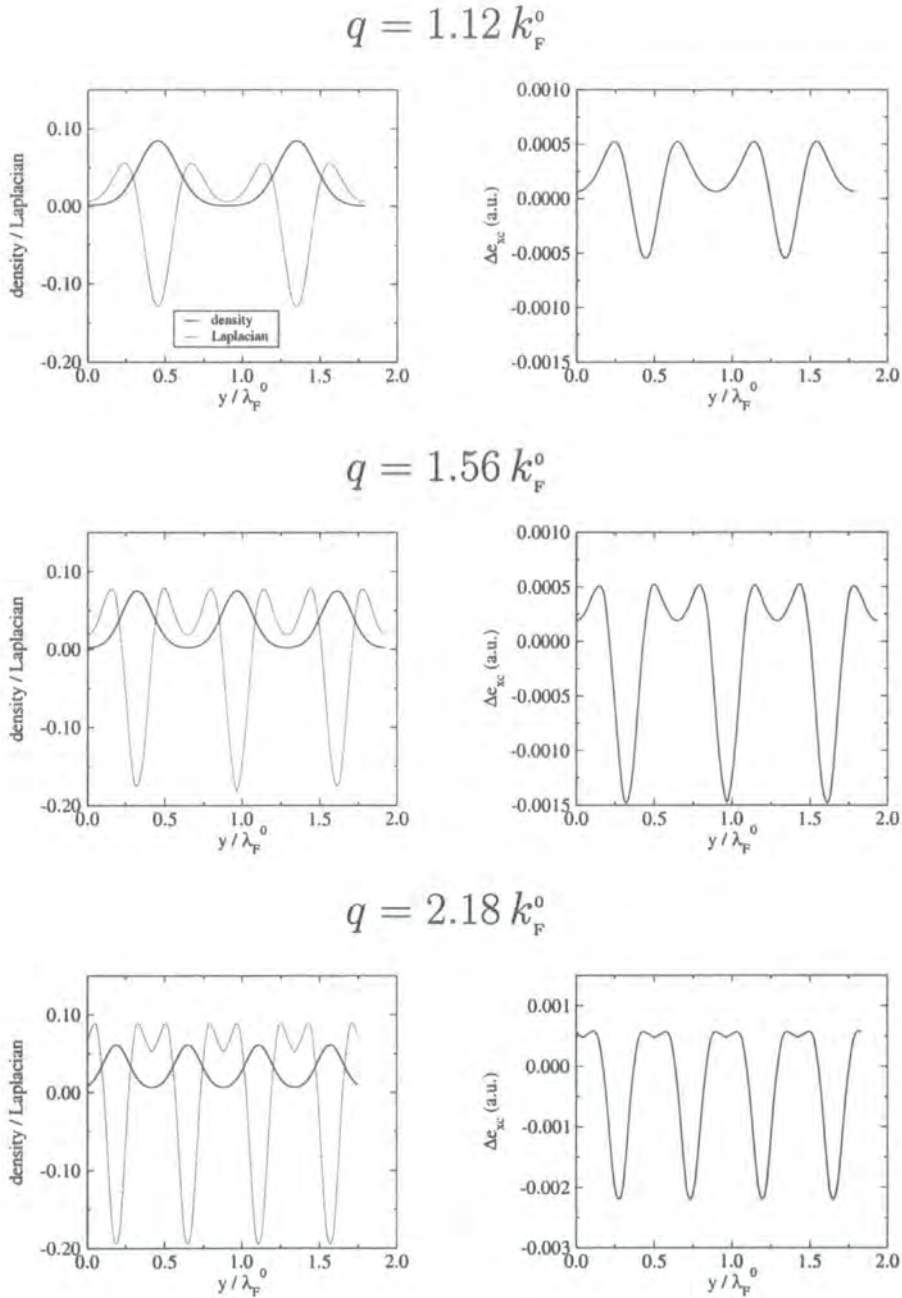 q = 1.12 k_F^0
density / Laplacian
0.10
0.00
-0.10
-0.20
density
Laplacian
0.0 0.5 1.0 1.5 2.0
y / λ_F^0
Δe_xc (a.u.)
0.0010
0.0005
0.0000
-0.0005
-0.0010
-0.0015
0.0 0.5 1.0 1.5 2.0
y / λ_F^0
q = 1.56 k_F^0
density / Laplacian
0.10
0.00
-0.10
-0.20
0.0 0.5 1.0 1.5 2.0
y / λ_F^0
Δe_xc (a.u.)
0.0010
0.0005
0.0000
-0.0005
-0.0010
-0.0015
0.0 0.5 1.0 1.5 2.0
y / λ_F^0
q = 2.18 k_F^0
density / Laplacian
0.10
0.00
-0.10
-0.20
0.0 0.5 1.0 1.5 2.0
y / λ_F^0
Δe_xc (a.u.)
0.001
0.000
-0.001
-0.002
-0.003
0.0 0.5 1.0 1.5 2.0
y / λ_F^0